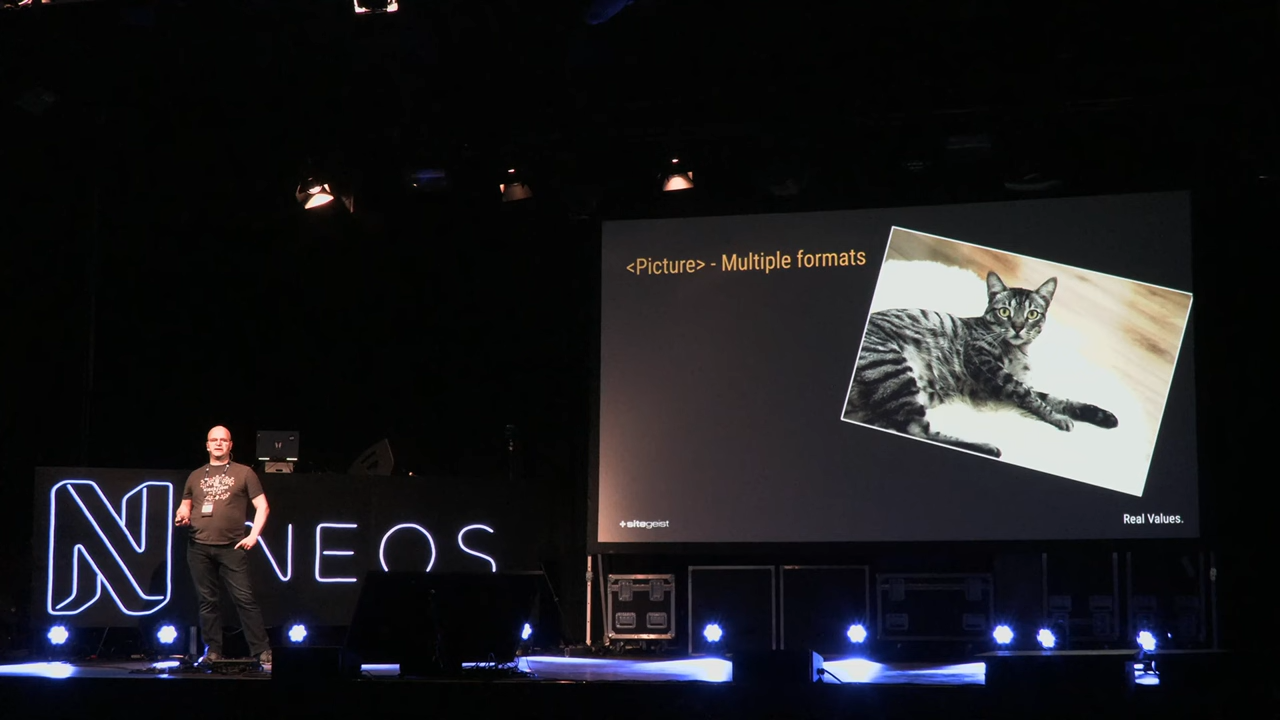 <Picture> - Multiple formats
sitegeist
Real Values.
N NEOS